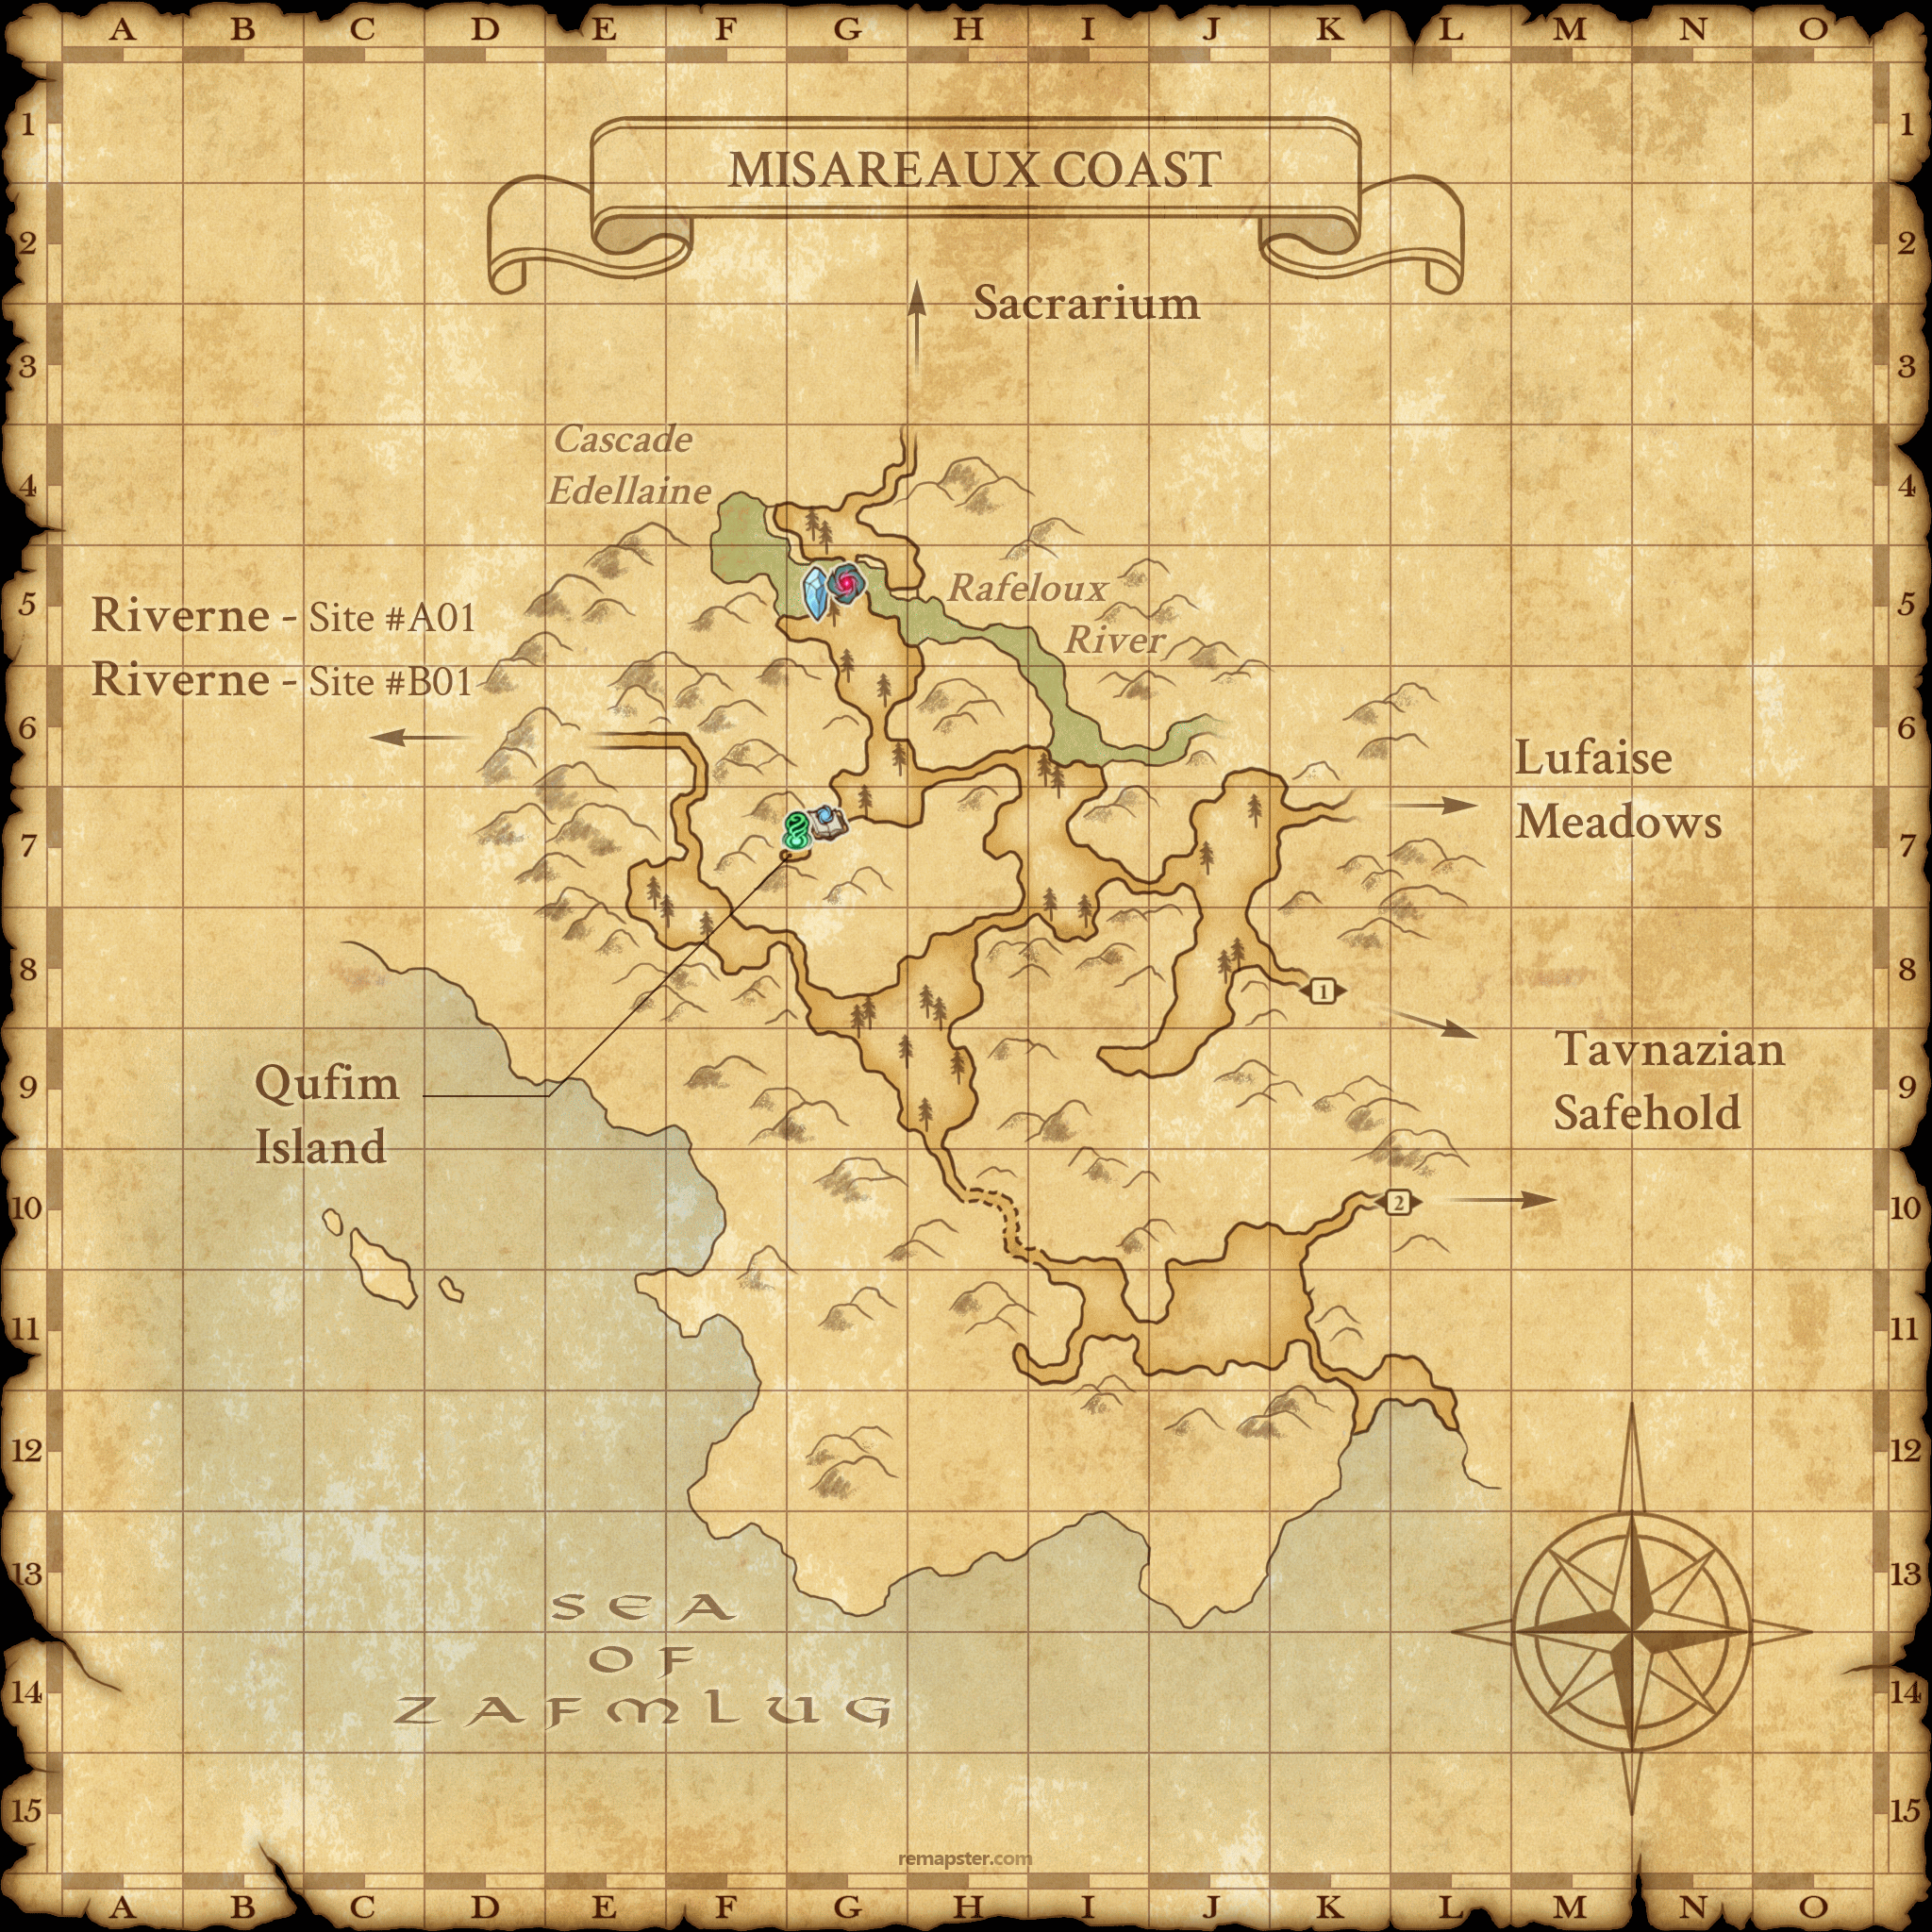 A B C D E F G H I J K L M N O
1 1
MISAREAUX COAST
2 2
Sacrarium
3 3
Cascade
Edellaine
4 4
Rafeloux
River
5 5
Riverne - Site #A01
Riverne - Site #B01
6 6
Lufaise
Meadows
7 7
8 8
1
Tavnazian
Safehold
Qufim
Island
9 9
10 10
2
11 11
12 12
13 13
SEA
OF
ZAFMLUG
14 14
15 15
remapster.com
A B C D E F G H I J K L M N O